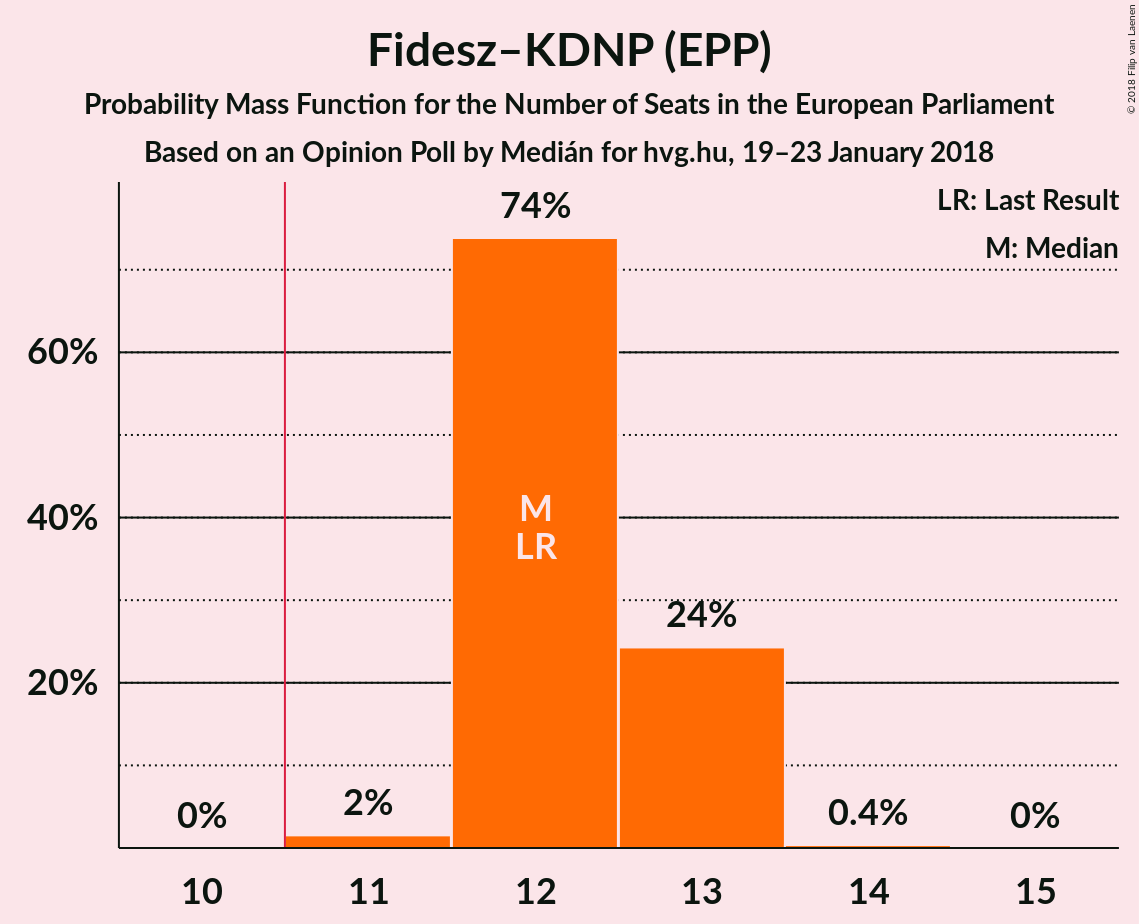 Fidesz–KDNP (EPP)
Probability Mass Function for the Number of Seats in the European Parliament
Based on an Opinion Poll by Medián for hvg.hu, 19–23 January 2018
© 2018 Filip van Laenen
LR: Last Result
M: Median
60%
40%
20%
0%
2%
74%
M
LR
24%
0.4%
0%
10
11
12
13
14
15